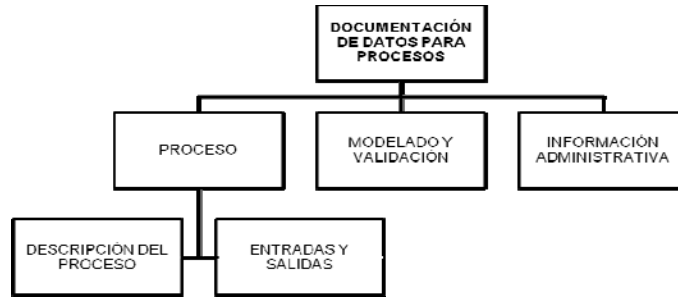 DOCUMENTACIÓN
DE DATOS PARA
PROCESOS
PROCESO
MODELADO Y
VALIDACIÓN
INFORMACIÓN
ADMINISTRATIVA
DESCRIPCIÓN DEL
PROCESO
ENTRADAS Y
SALIDAS